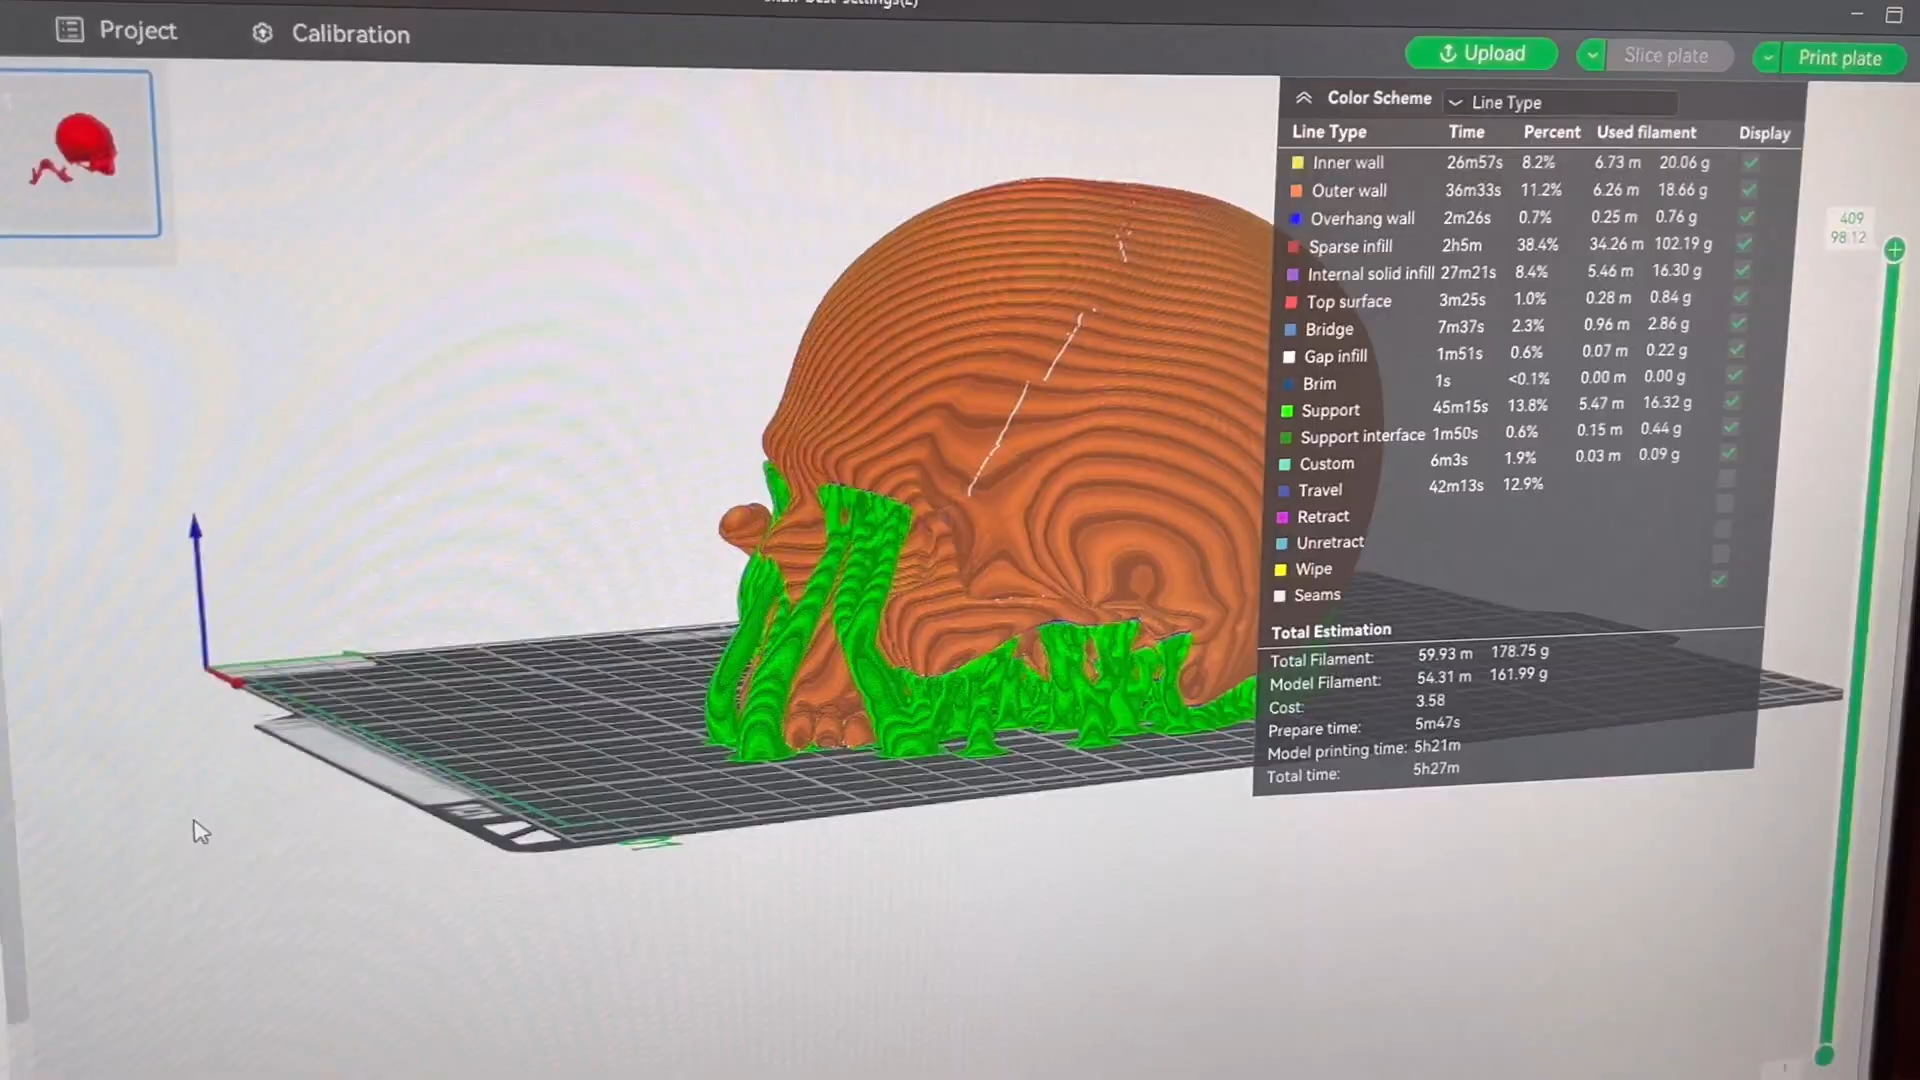 Project
Calibration
Upload
Slice plate
Print plate
Color Scheme Line Type
Line Type Time Percent Used filament Display
Inner wall 26m57s 8.2% 6.73 m 20.06 g
Outer wall 36m33s 11.2% 6.26 m 18.66 g
Overhang wall 2m26s 0.7% 0.25 m 0.76 g
Sparse infill 2h5m 38.4% 34.26 m 102.19 g
Internal solid infill 27m21s 8.4% 5.46 m 16.30 g
Top surface 3m25s 1.0% 0.28 m 0.84 g
Bridge 7m37s 2.3% 0.96 m 2.86 g
Gap infill 1m51s 0.6% 0.07 m 0.22 g
Brim 1s <0.1% 0.00 m 0.00 g
Support 45m15s 13.8% 5.47 m 16.32 g
Support interface 1m50s 0.6% 0.15 m 0.44 g
Custom 6m3s 1.9% 0.03 m 0.09 g
Travel 42m13s 12.9%
Retract
Unretract
Wipe
Seams
Total Estimation
Total Filament: 59.93 m 178.75 g
Model Filament: 54.31 m 161.99 g
Cost: 3.58
Prepare time: 5m47s
Model printing time: 5h21m
Total time: 5h27m
409
98.12